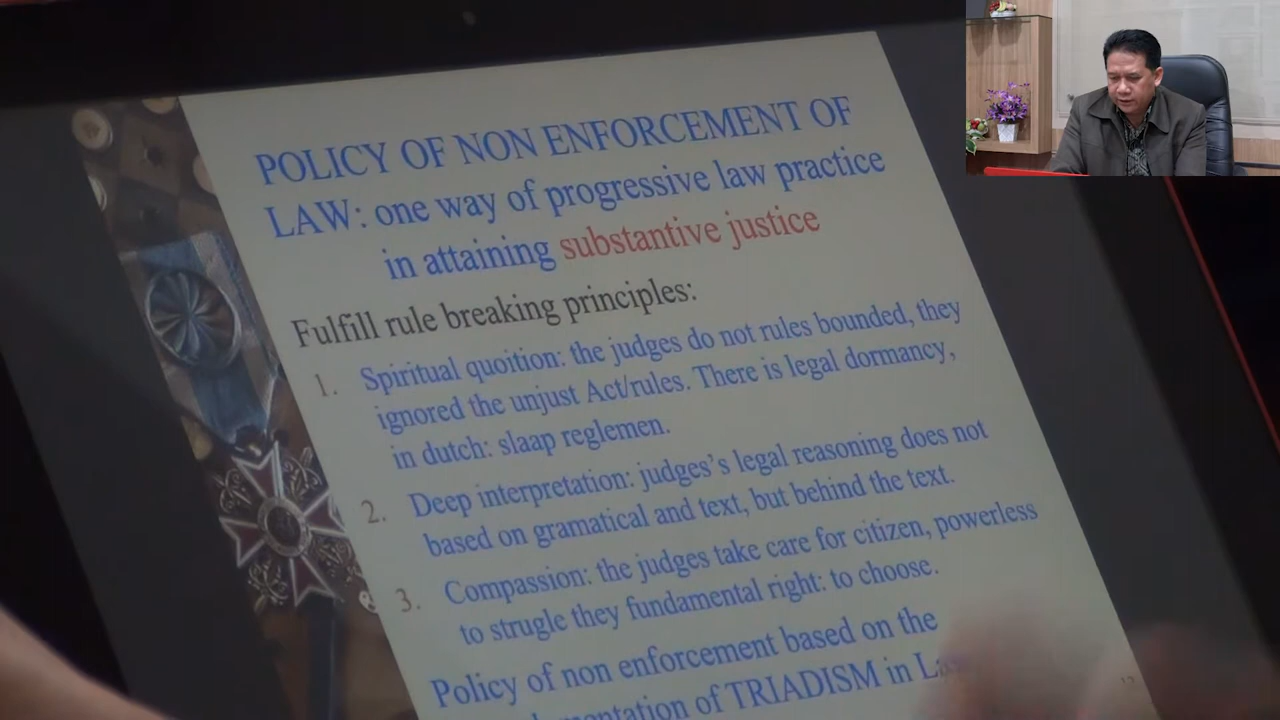 POLICY OF NON ENFORCEMENT OF
LAW: one way of progressive law practice
in attaining substantive justice
Fulfill rule breaking principles:
1. Spiritual quoition: the judges do not rules bounded, they
ignored the unjust Act/rules. There is legal dormancy,
in dutch: slaap reglemen.
2. Deep interpretation: judges’s legal reasoning does not
based on gramatical and text, but behind the text.
3. Compassion: the judges take care for citizen, powerless
to strugle they fundamental right: to choose.
Policy of non enforcement based on the
of TRIADISM in